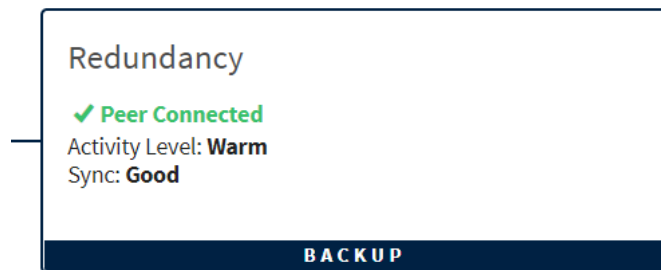 Redundancy
✔ Peer Connected
Activity Level: Warm
Sync: Good
BACKUP